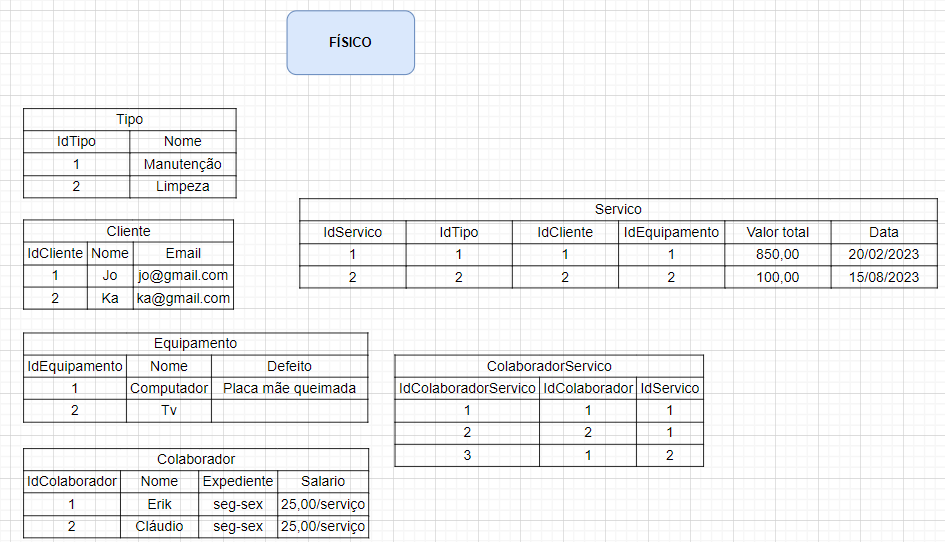 FÍSICO
Tipo
IdTipo Nome
1 Manutenção
2 Limpeza
Cliente
IdCliente Nome Email
1 Jo jo@gmail.com
2 Ka ka@gmail.com
Equipamento
IdEquipamento Nome Defeito
1 Computador Placa mãe queimada
2 Tv
Colaborador
IdColaborador Nome Expediente Salario
1 Erik seg-sex 25,00/serviço
2 Cláudio seg-sex 25,00/serviço
Servico
IdServico IdTipo IdCliente IdEquipamento Valor total Data
1 1 1 1 850,00 20/02/2023
2 2 2 2 100,00 15/08/2023
ColaboradorServico
IdColaboradorServico IdColaborador IdServico
1 1 1
2 2 1
3 1 2